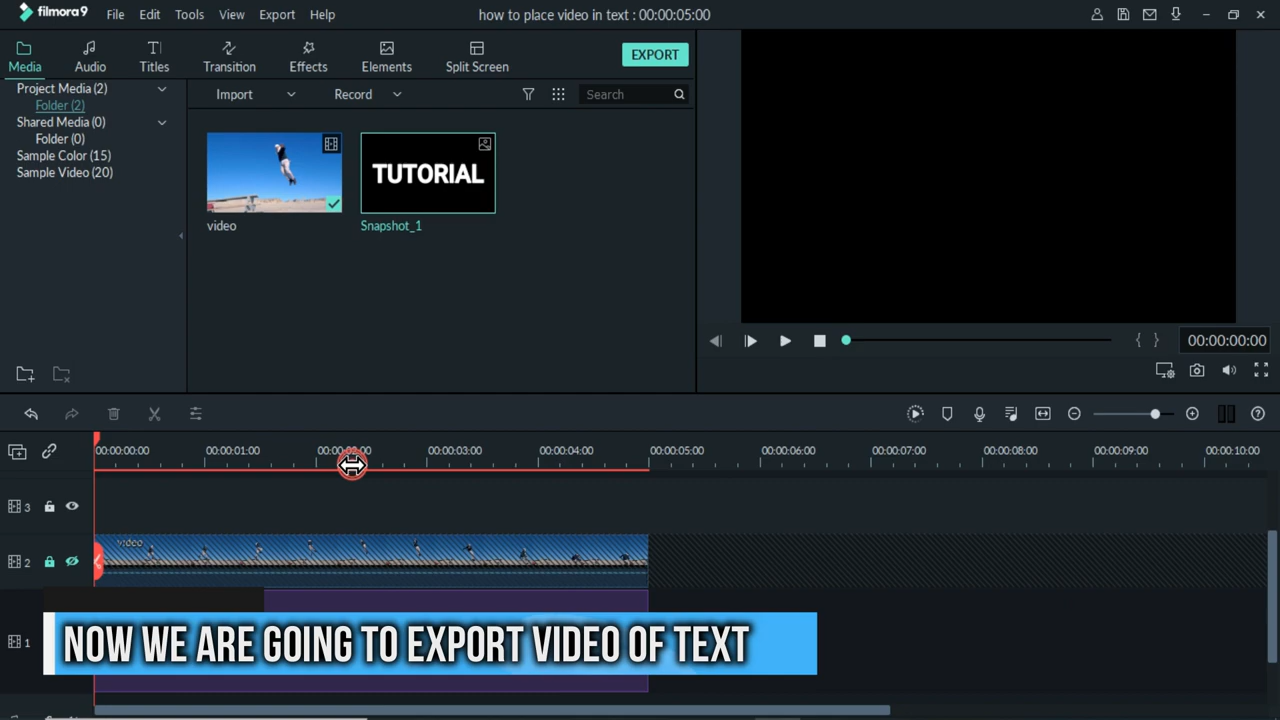 filmora9 File Edit Tools View Export Help how to place video in text : 00:00:05:00
Media Audio Titles Transition Effects Elements Split Screen EXPORT
Project Media (2) Import Record Search
Folder (2)
Shared Media (0)
Folder (0)
Sample Color (15)
Sample Video (20)
TUTORIAL
video Snapshot_1
00:00:00:00
00:00:00:00 00:00:01:00 00:00:02:00 00:00:03:00 00:00:04:00 00:00:05:00 00:00:06:00 00:00:07:00 00:00:08:00 00:00:09:00 00:00:10:00
3
video
2
1
NOW WE ARE GOING TO EXPORT VIDEO OF TEXT